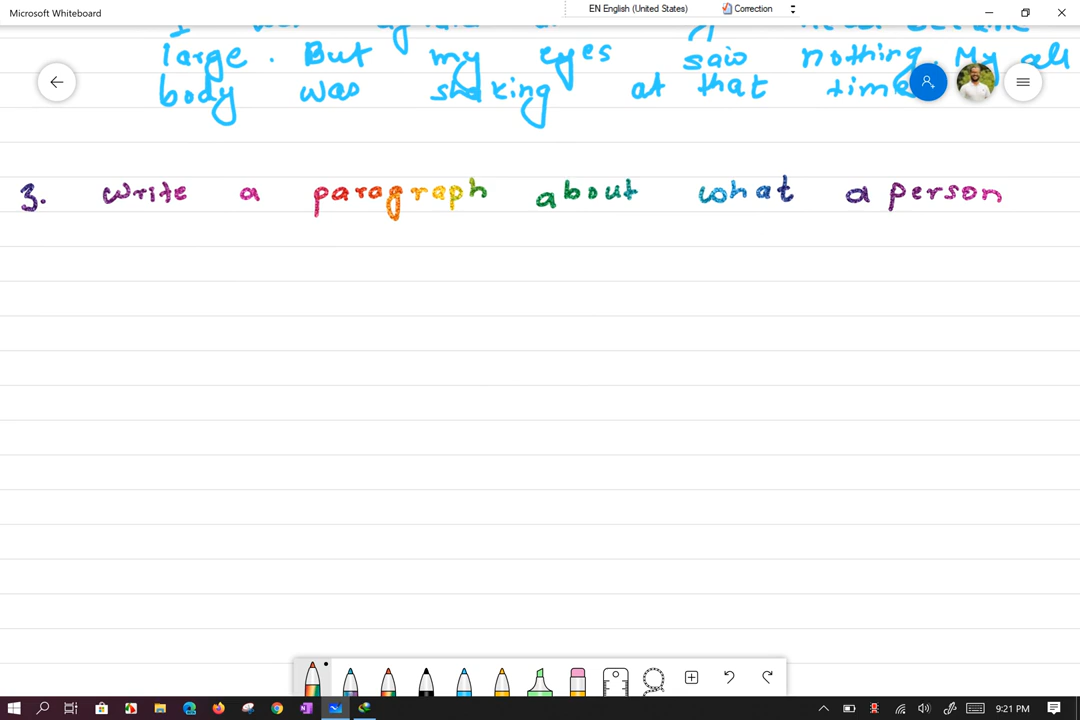 Microsoft Whiteboard
EN English (United States) Correction
large. But my eyes saw nothing. My all
body was shaking at that time
3. write a paragraph about what a person
9:21 PM